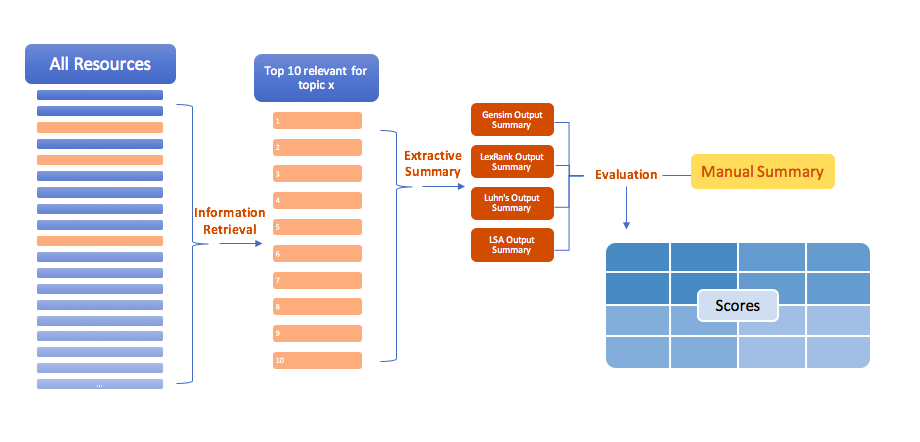 All Resources
...
Information
Retrieval
Top 10 relevant for
topic x
1
2
3
4
5
6
7
8
9
10
Extractive
Summary
Gensim Output
Summary
LexRank Output
Summary
Luhn's Output
Summary
LSA Output
Summary
Evaluation
Manual Summary
Scores